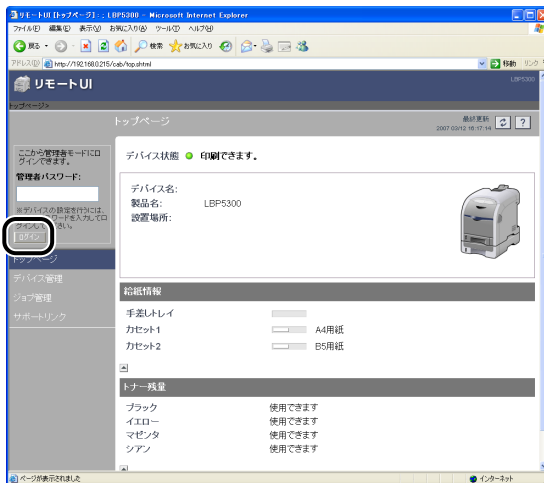 リモートUI [トップページ] : : LBP5300 - Microsoft Internet Explorer
ファイル(F) 編集(E) 表示(V) お気に入り(A) ツール(T) ヘルプ(H)
戻る 検索 お気に入り
アドレス(D) http://192.168.0.215/cab/top.shtml 移動 リンク
リモートUI LBP5300
トップページ>
トップページ 最終更新
2007 03/12 16:17:14 ?
ここから管理者モードにロ
グインできます。
管理者パスワード:
※デバイスの設定を行うには、
ワードを入力してロ
グインして さい。
ログイン
トップページ
デバイス管理
ジョブ管理
サポートリンク
デバイス状態 印刷できます。
デバイス名:
製品名: LBP5300
設置場所:
給紙情報
手差しトレイ
カセット1 A4用紙
カセット2 B5用紙
トナー残量
ブラック 使用できます
イエロー 使用できます
マゼンタ 使用できます
シアン 使用できます
ページが表示されました インターネット